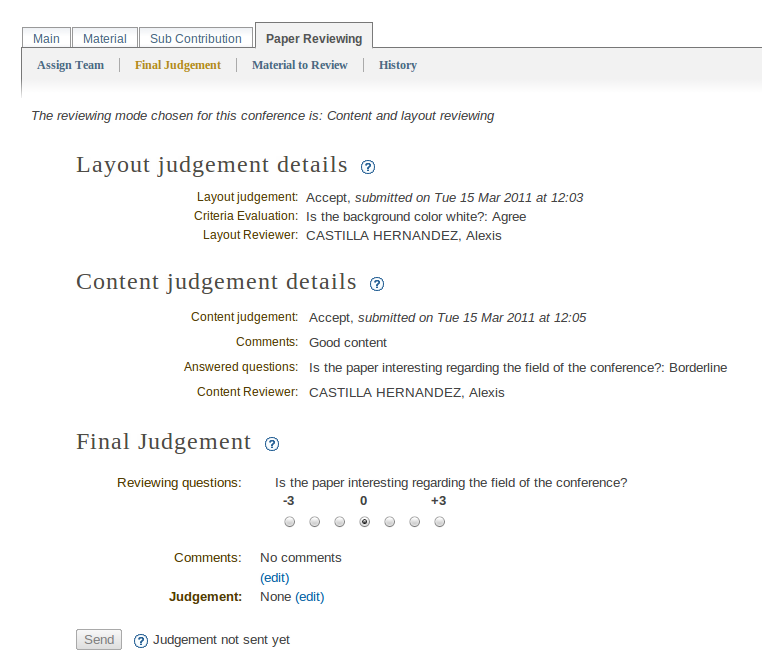 Main Material Sub Contribution Paper Reviewing
Assign Team Final Judgement Material to Review History
The reviewing mode chosen for this conference is: Content and layout reviewing
Layout judgement details ?
Layout judgement: Accept, submitted on Tue 15 Mar 2011 at 12:03
Criteria Evaluation: Is the background color white?: Agree
Layout Reviewer: CASTILLA HERNANDEZ, Alexis
Content judgement details ?
Content judgement: Accept, submitted on Tue 15 Mar 2011 at 12:05
Comments: Good content
Answered questions: Is the paper interesting regarding the field of the conference?: Borderline
Content Reviewer: CASTILLA HERNANDEZ, Alexis
Final Judgement ?
Reviewing questions: Is the paper interesting regarding the field of the conference?
-3 0 +3
Comments: No comments
(edit)
Judgement: None (edit)
Send ? Judgement not sent yet